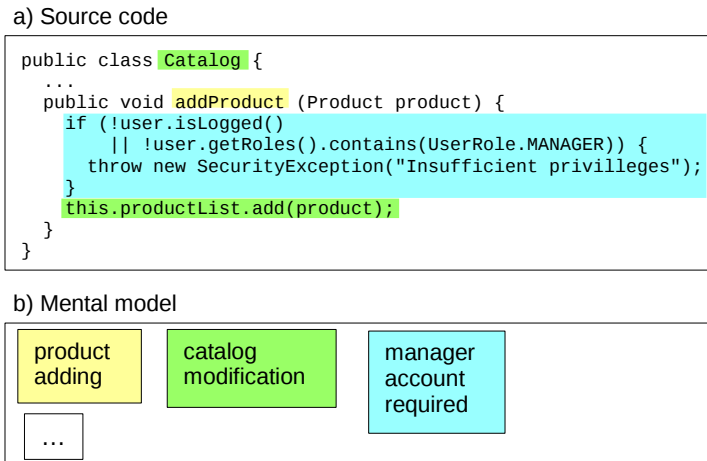 a) Source code
public class Catalog {
...
public void addProduct (Product product) {
if (!user.isLogged()
|| !user.getRoles().contains(UserRole.MANAGER)) {
throw new SecurityException("Insufficient privilleges");
}
this.productList.add(product);
}
}
b) Mental model
product
adding
catalog
modification
manager
account
required
...